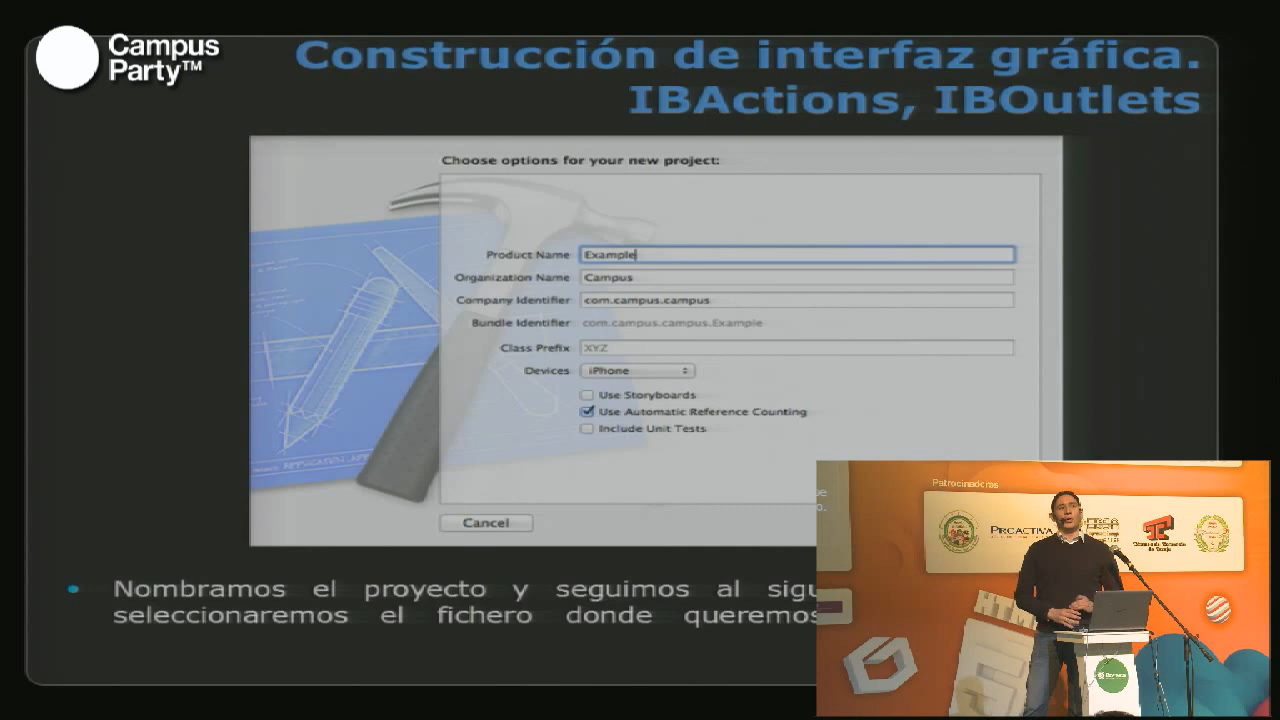 Campus
Party™
Construcción de interfaz gráfica.
IBActions, IBOutlets
Choose options for your new project:
Product Name Example
Organization Name Campus
Company Identifier com.campus.campus
Bundle Identifier com.campus.campus.Example
Class Prefix XYZ
Devices iPhone
Use Storyboards
Use Automatic Reference Counting
Include Unit Tests
Cancel
Nombramos el proyecto y seguimos al sigu
seleccionaremos el fichero donde queremos
Patrocinadores
PROACTIVA
HTML